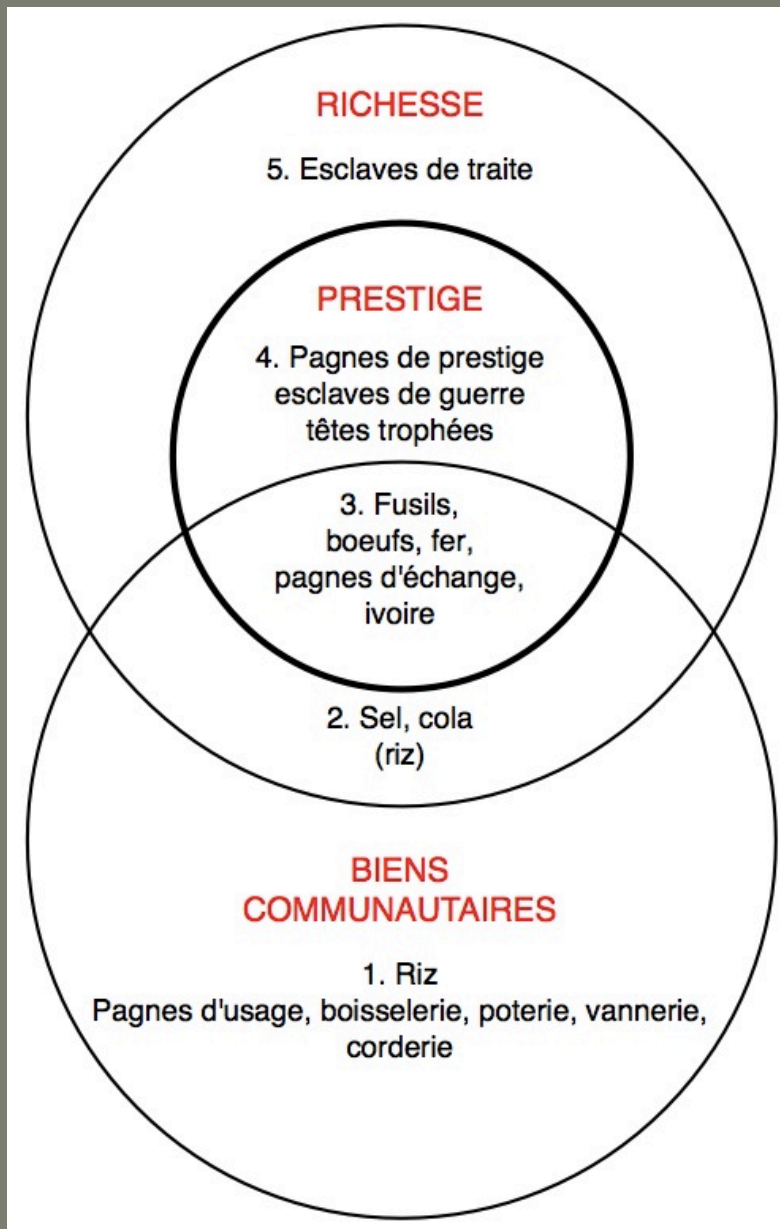 RICHESSE
5. Esclaves de traite
PRESTIGE
4. Pagnes de prestige
esclaves de guerre
têtes trophées
3. Fusils,
boeufs, fer,
pagnes d'échange,
ivoire
2. Sel, cola
(riz)
BIENS
COMMUNAUTAIRES
1. Riz
Pagnes d'usage, boissellerie, poterie, vannerie,
corderie